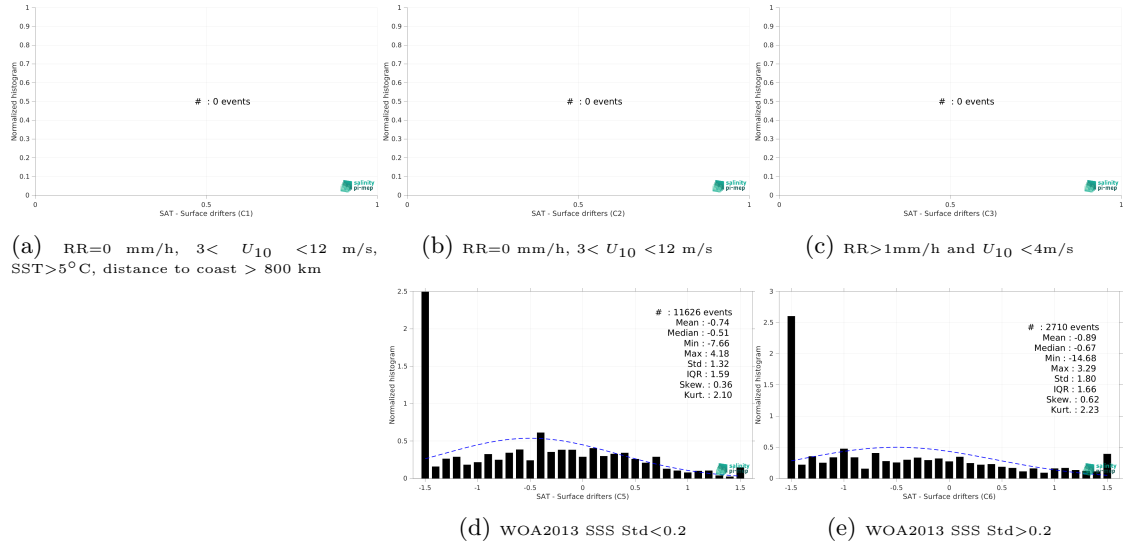 1
0.9
0.8
0.7
0.6
0.5
0.4
0.3
0.2
0.1
0
Normalized histogram
# : 0 events
salinity
pi-mep
0 0.5 1
SAT - Surface drifters (C1)
1
0.9
0.8
0.7
0.6
0.5
0.4
0.3
0.2
0.1
0
Normalized histogram
# : 0 events
salinity
pi-mep
0 0.5 1
SAT - Surface drifters (C2)
1
0.9
0.8
0.7
0.6
0.5
0.4
0.3
0.2
0.1
0
Normalized histogram
# : 0 events
salinity
pi-mep
0 0.5 1
SAT - Surface drifters (C3)
(a) RR=0 mm/h, 3< U10 <12 m/s,
SST>5°C, distance to coast > 800 km
(b) RR=0 mm/h, 3< U10 <12 m/s
(c) RR>1mm/h and U10 <4m/s
2.5
2
1.5
1
0.5
0
Normalized histogram
# : 11626 events
Mean : -0.74
Median : -0.51
Min : -7.66
Max : 4.18
Std : 1.32
IQR : 1.59
Skew. : 0.36
Kurt. : 2.10
salinity
pi-mep
-1.5 -1 -0.5 0 0.5 1 1.5
SAT - Surface drifters (C5)
3
2.5
2
1.5
1
0.5
0
Normalized histogram
# : 2710 events
Mean : -0.89
Median : -0.67
Min : -14.68
Max : 3.29
Std : 1.80
IQR : 1.66
Skew. : 0.62
Kurt. : 2.23
salinity
pi-mep
-1.5 -1 -0.5 0 0.5 1 1.5
SAT - Surface drifters (C6)
(d) WOA2013 SSS Std<0.2
(e) WOA2013 SSS Std>0.2